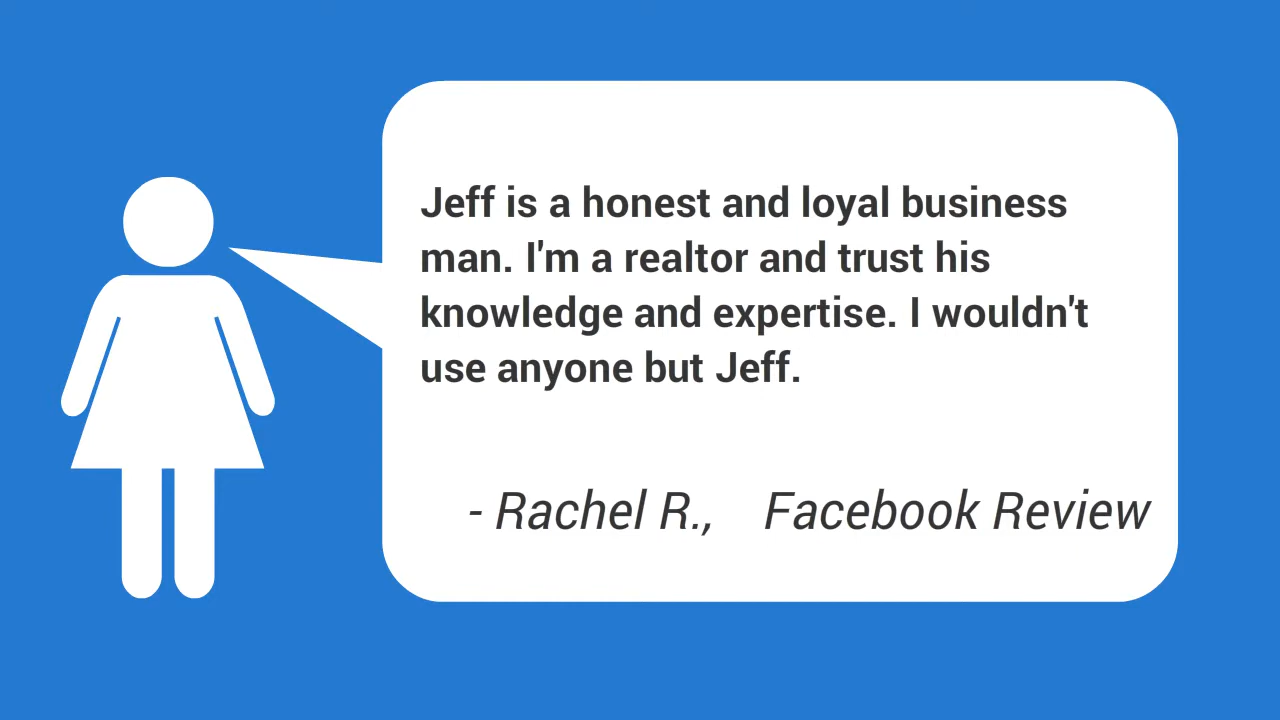 Jeff is a honest and loyal business
man. I'm a realtor and trust his
knowledge and expertise. I wouldn't
use anyone but Jeff.
- Rachel R., Facebook Review